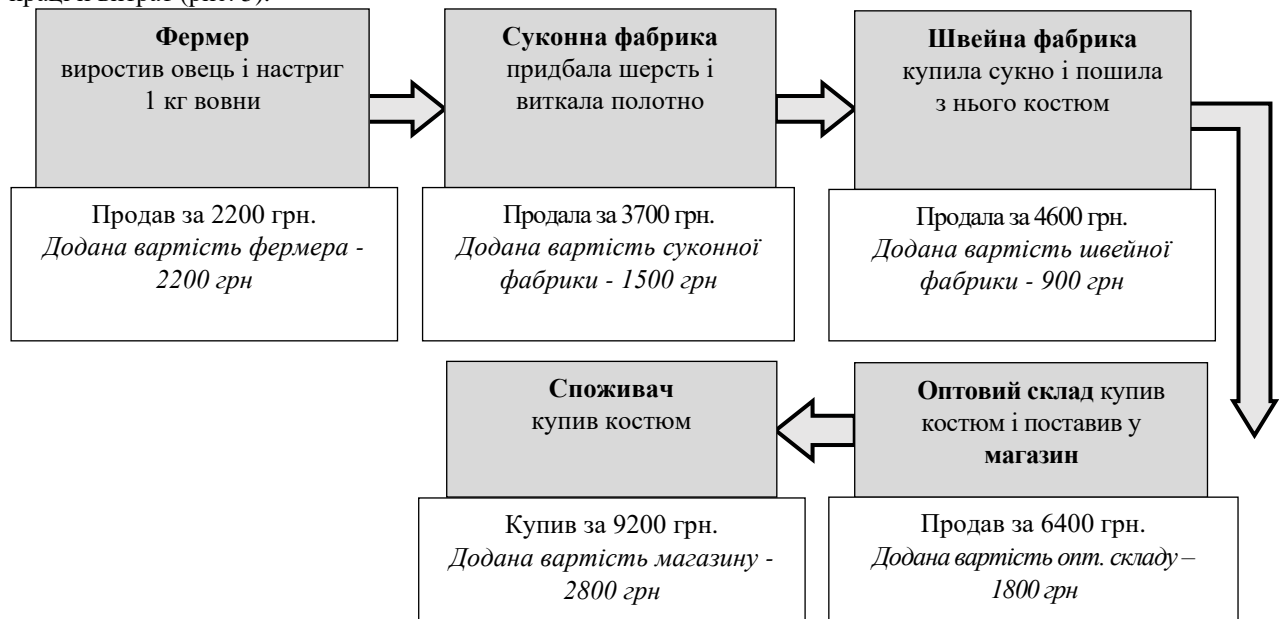 Фермер
виростив овець і настриг
1 кг вовни
Продав за 2200 грн.
Додана вартість фермера -
2200 грн
Суконна фабрика
придбала шерсть і
виткала полотно
Продала за 3700 грн.
Додана вартість суконної
фабрики - 1500 грн
Швейна фабрика
купила сукно і пошила
з нього костюм
Продала за 4600 грн.
Додана вартість швейної
фабрики - 900 грн
Оптовий склад купив
костюм і поставив у
магазин
Продав за 6400 грн.
Додана вартість опт. складу –
1800 грн
Споживач
купив костюм
Купив за 9200 грн.
Додана вартість магазину -
2800 грн